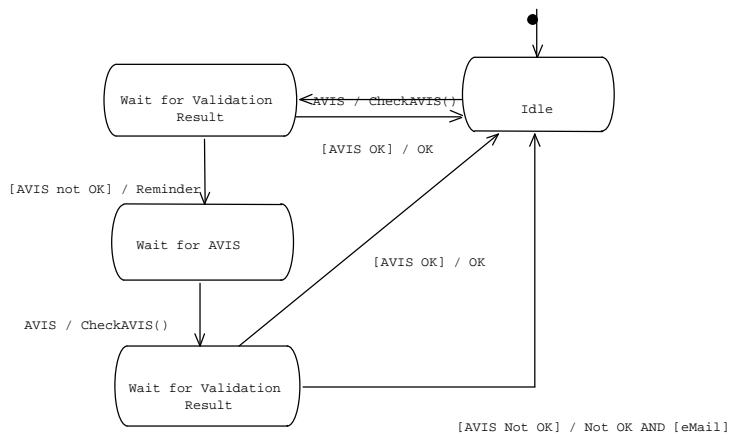 Wait for Validation
Result
AVIS / CheckAVIS()
Idle
[AVIS OK] / OK
[AVIS not OK] / Reminder
Wait for AVIS
[AVIS OK] / OK
AVIS / CheckAVIS()
Wait for Validation
Result
[AVIS Not OK] / Not OK AND [eMail]